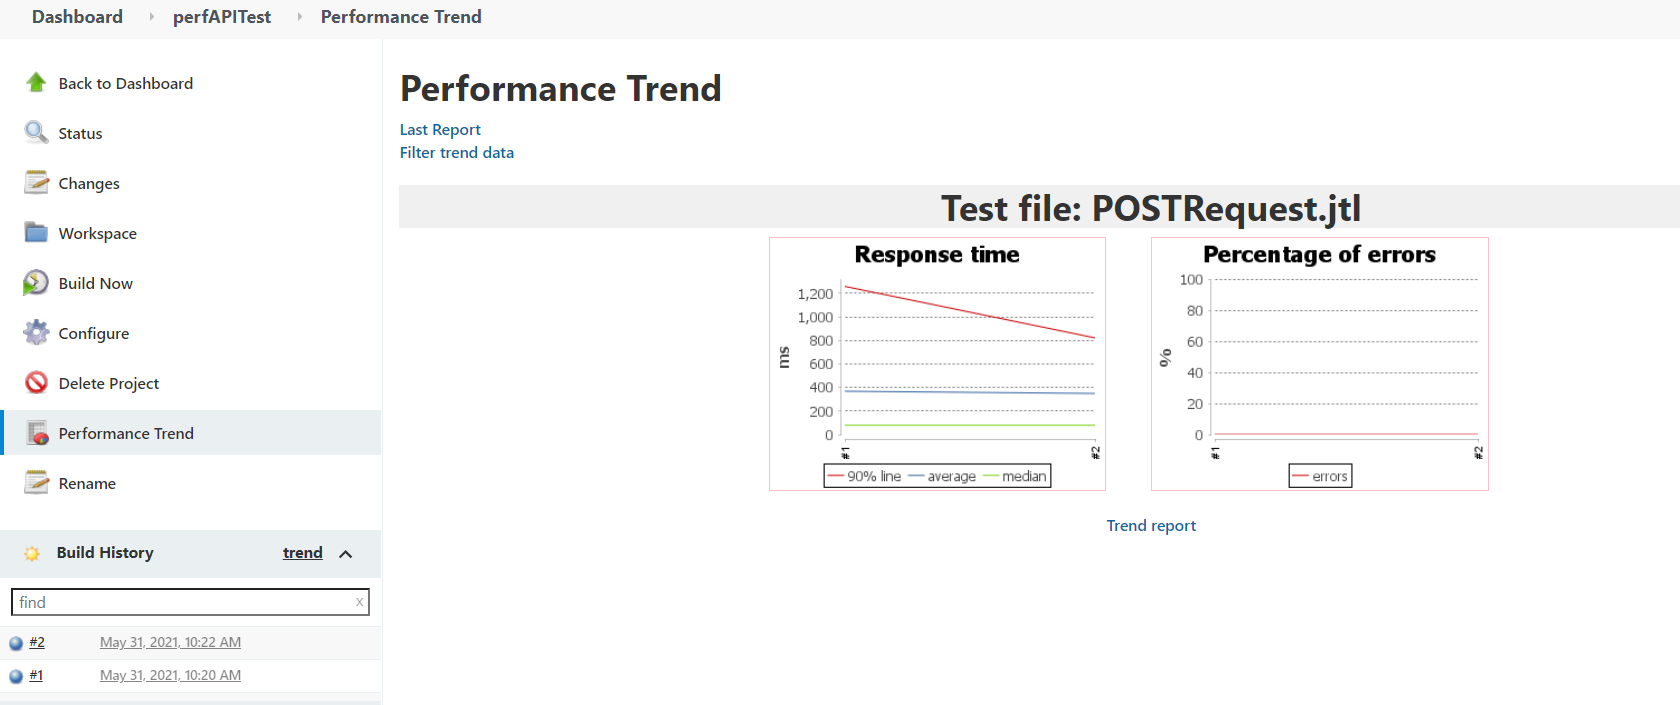 Dashboard perfAPITest Performance Trend
Back to Dashboard
Status
Changes
Workspace
Build Now
Configure
Delete Project
Performance Trend
Rename
Build History trend
find x
#2 May 31, 2021, 10:22 AM
#1 May 31, 2021, 10:20 AM
Performance Trend
Last Report
Filter trend data
Test file: POSTRequest.jtl
Response time
1,200
1,000
800
600
400
200
0
ms
#1 #2
90% line average median
Percentage of errors
100
80
60
40
20
0
%
#1 #2
errors
Trend report